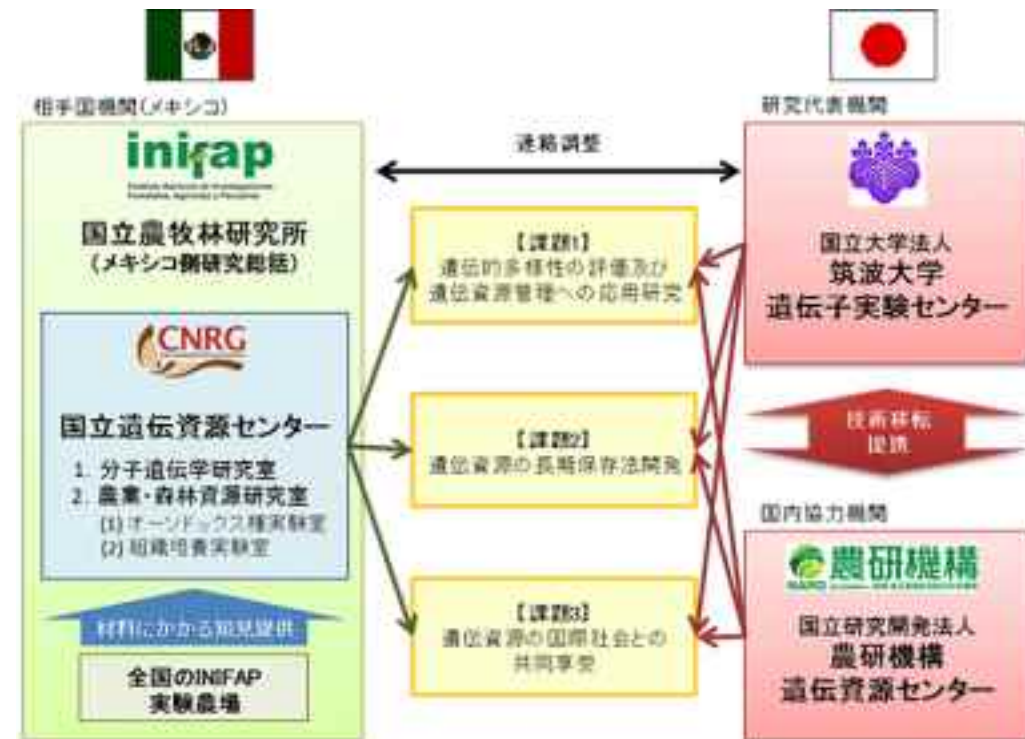 相手国機関(メキシコ)
inifap
国立農牧林研究所
(メキシコ側研究総括)
CNRG
国立遺伝資源センター
1. 分子遺伝学研究室
2. 農業・森林資源研究室
(1) オーソドックス種実験室
(2) 組織培養実験室
材料にかかる知見提供
全国のINIFAP
実験農場
連絡調整
【課題1】
遺伝的多様性の評価及び
遺伝資源管理への応用研究
【課題2】
遺伝資源の長期保存法開発
【課題3】
遺伝資源の国際社会との
共同享受
研究代表機関
国立大学法人
筑波大学
遺伝子実験センター
技術移転
提携
国内協力機関
農研機構
国立研究開発法人
農研機構
遺伝資源センター